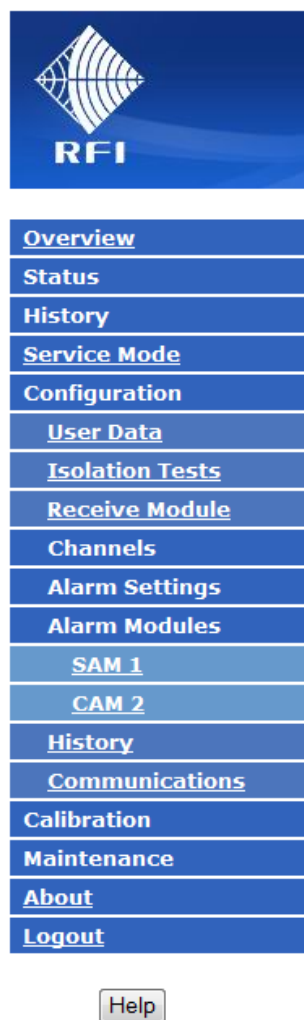 RFI
Overview
Status
History
Service Mode
Configuration
User Data
Isolation Tests
Receive Module
Channels
Alarm Settings
Alarm Modules
SAM 1
CAM 2
History
Communications
Calibration
Maintenance
About
Logout
Help